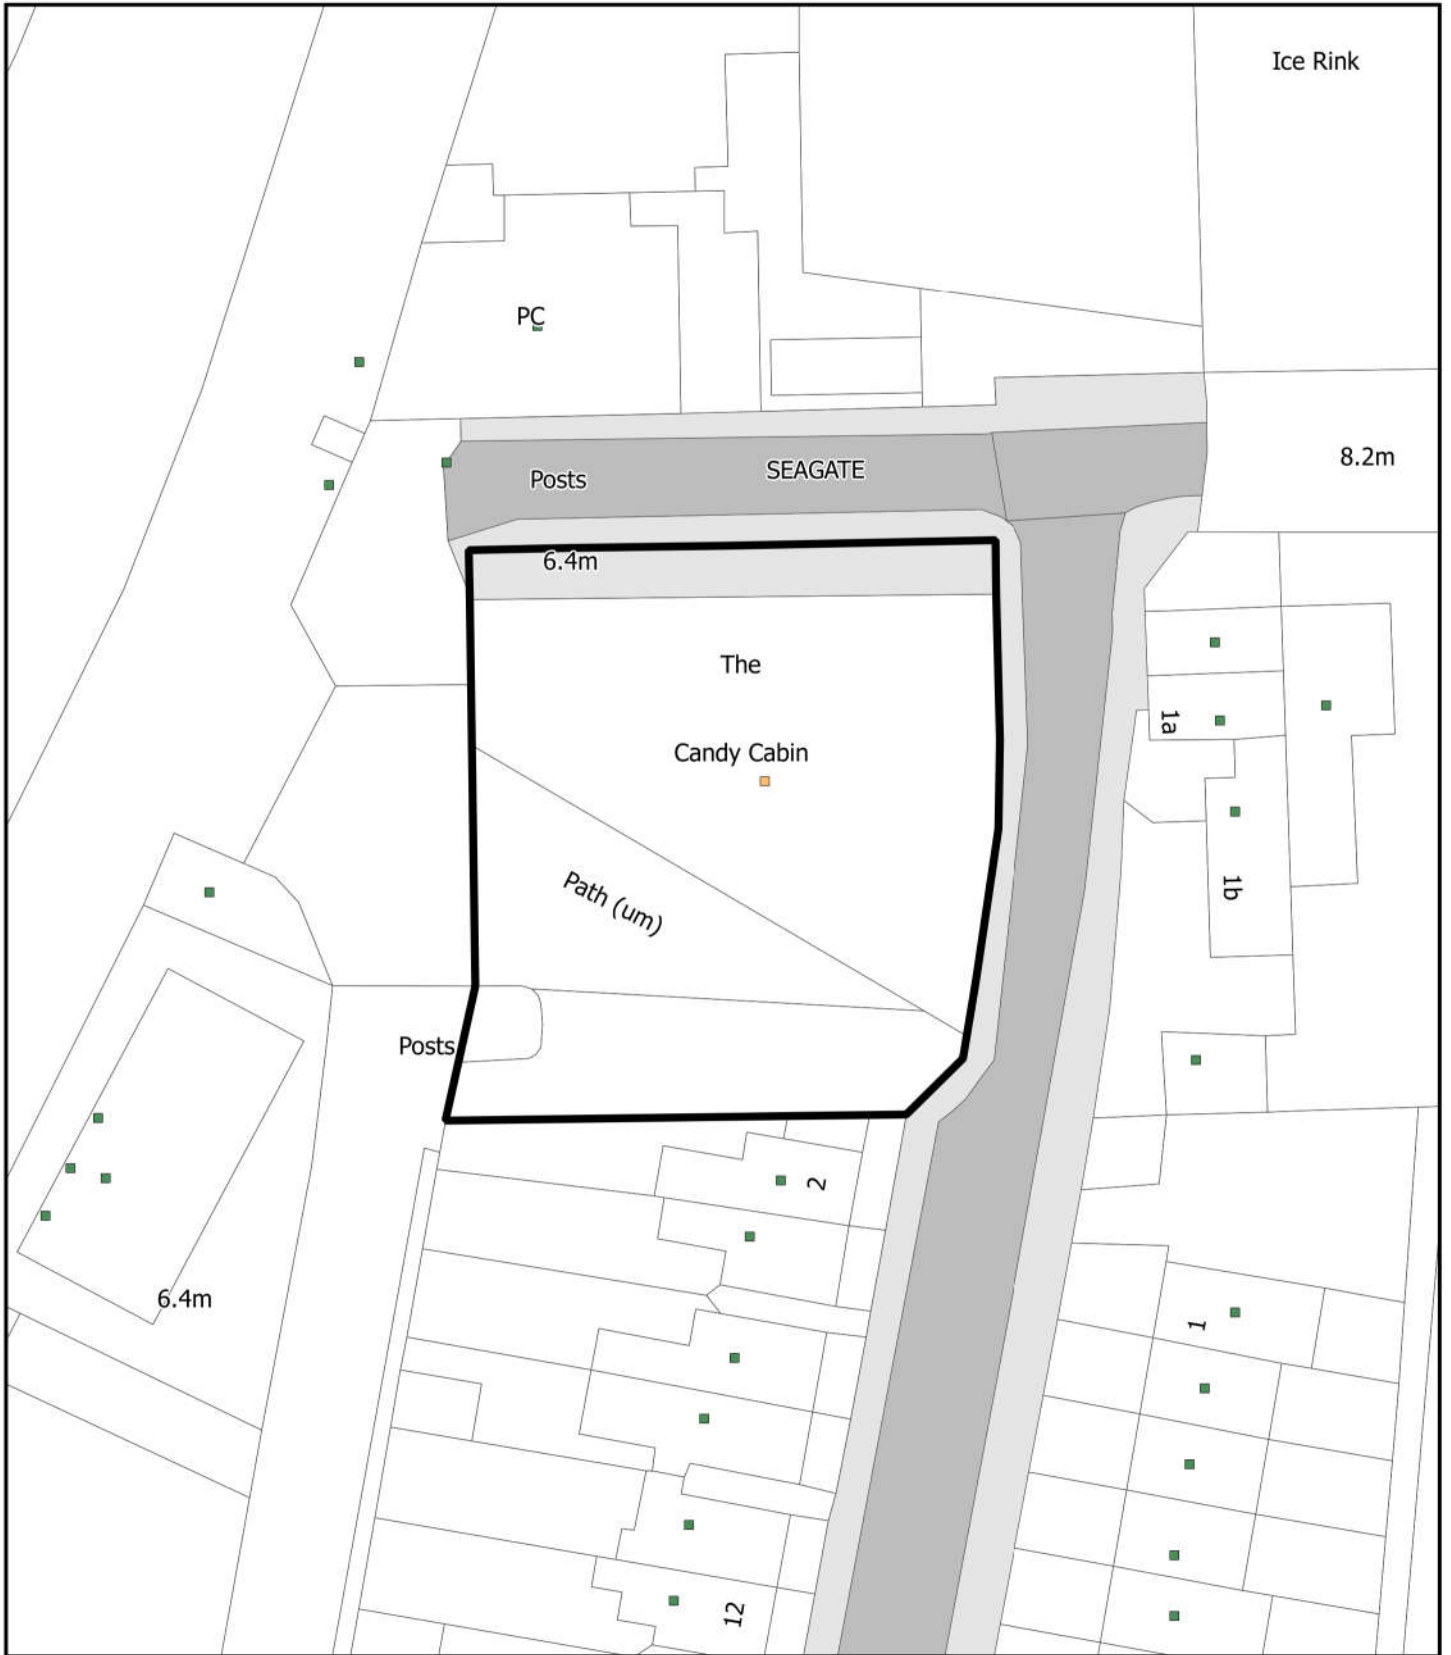 Ice Rink
PC
8.2m
Posts
SEAGATE
6.4m
The
Candy Cabin
1a
1b
Path (um)
Posts
2
6.4m
1
12